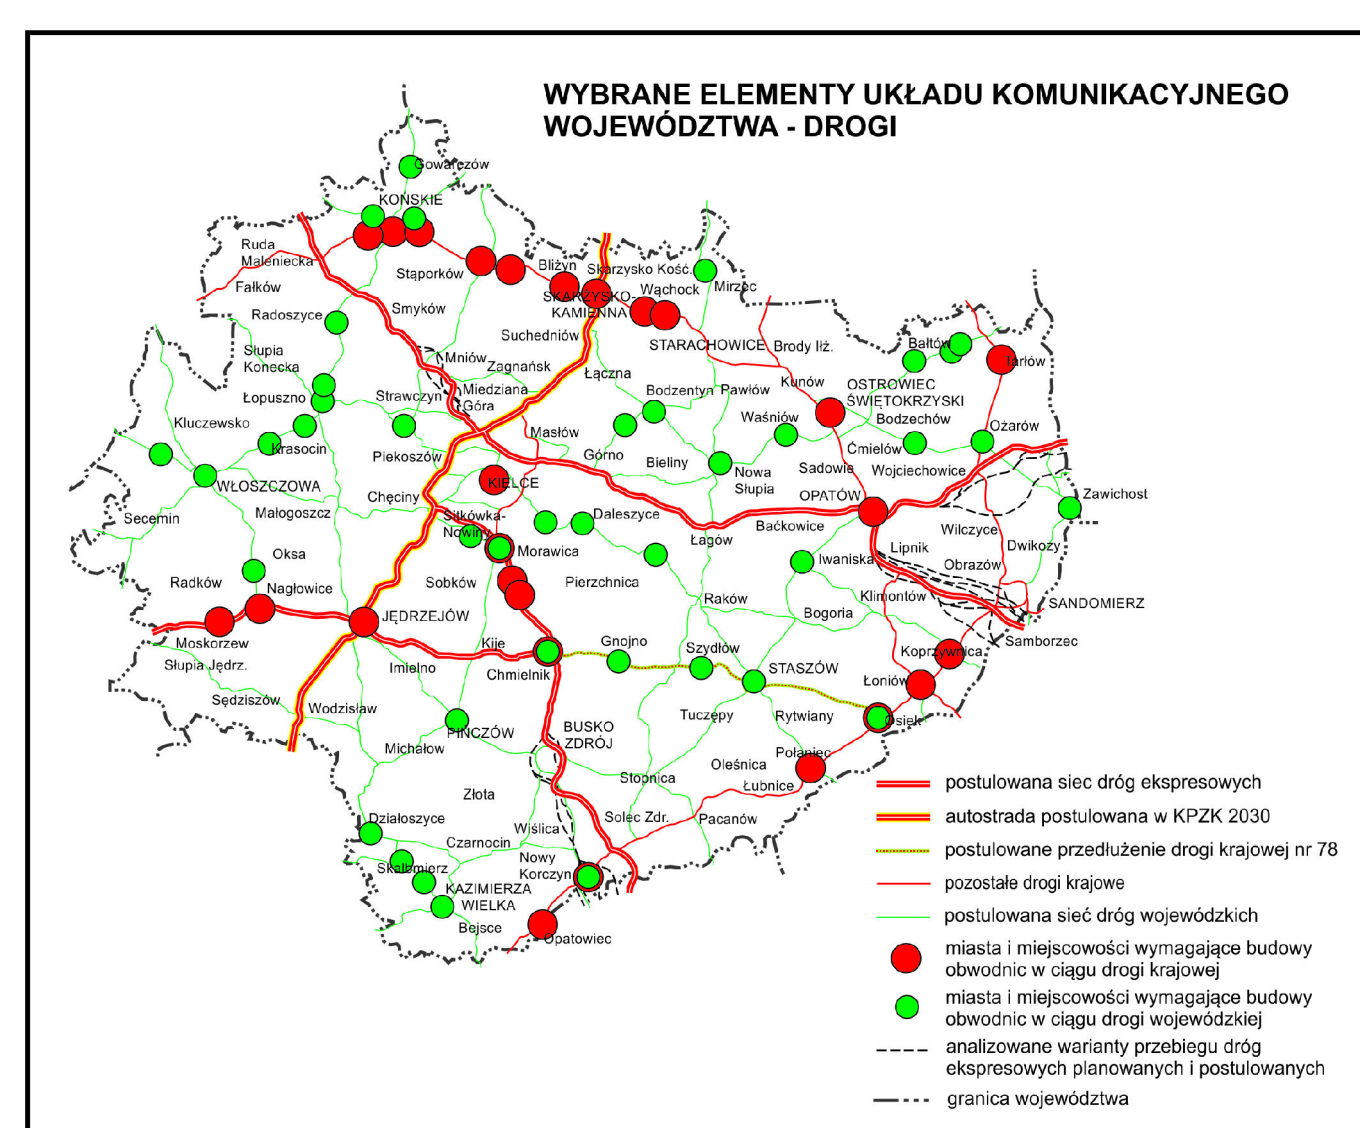 WYBRANE ELEMENTY UKŁADU KOMUNIKACYJNEGO
WOJEWÓDZTWA - DROGI
Gowarczów
KOŃSKIE
Ruda
Maleniecka
Fałków
Stąporków
Bliżyn
Skarzysko Kość.
Mirzec
Wąchock
SKARŻYSKO-
KAMIENNA
Smyków
Radoszyce
Suchedniów
STARACHOWICE
Brody Iłż.
Bałtów
Tarłów
Słupia
Konecka
Mniów
Zagnańsk
Łączna
Miedziana
Góra
Bodzentyn
Pawłów
Kunów
OSTROWIEC
ŚWIĘTOKRZYSKI
Łopuszno
Strawczyn
Kluczewsko
Waśniów
Bodzechów
Ożarów
Masłów
Krasocin
Piekoszów
Górno
Bieliny
Nowa
Słupia
Ćmielów
Sadowie
Wojciechowice
WŁOSZCZOWA
KIELCE
Chęciny
OPATÓW
Zawichost
Secemin
Małogoszcz
Sitkówka-
Nowiny
Daleszyce
Baćkowice
Wilczyce
Łagów
Dwikozy
Oksa
Morawica
Lipnik
Iwaniska
Obrazów
Radków
Nagłowice
Sobków
Pierzchnica
Raków
Klimontów
SANDOMIERZ
JĘDRZEJÓW
Bogoria
Moskorzew
Kije
Gnojno
Szydłów
Samborzec
Koprzywnica
Słupia Jędrz.
Imielno
Chmielnik
STASZÓW
Łoniów
Sędziszów
Wodzisław
Tuczępy
Rytwiany
Osiek
PIŃCZÓW
BUSKO
ZDRÓJ
Michałow
Połaniec
Oleśnica
Stopnica
Łubnice
Złota
Działoszyce
Wiślica
Solec Zdr.
Pacanów
Czarnocin
Skalbmierz
Nowy
Korczyn
KAZIMIERZA
WIELKA
Bejsce
Opatowiec
postulowana siec dróg ekspresowych
autostrada postulowana w KPZK 2030
postulowane przedłużenie drogi krajowej nr 78
pozostałe drogi krajowe
postulowana sieć dróg wojewódzkich
miasta i miejscowości wymagające budowy
obwodnic w ciągu drogi krajowej
miasta i miejscowości wymagające budowy
obwodnic w ciągu drogi wojewódzkiej
analizowane warianty przebiegu dróg
ekspresowych planowanych i postulowanych
granica województwa